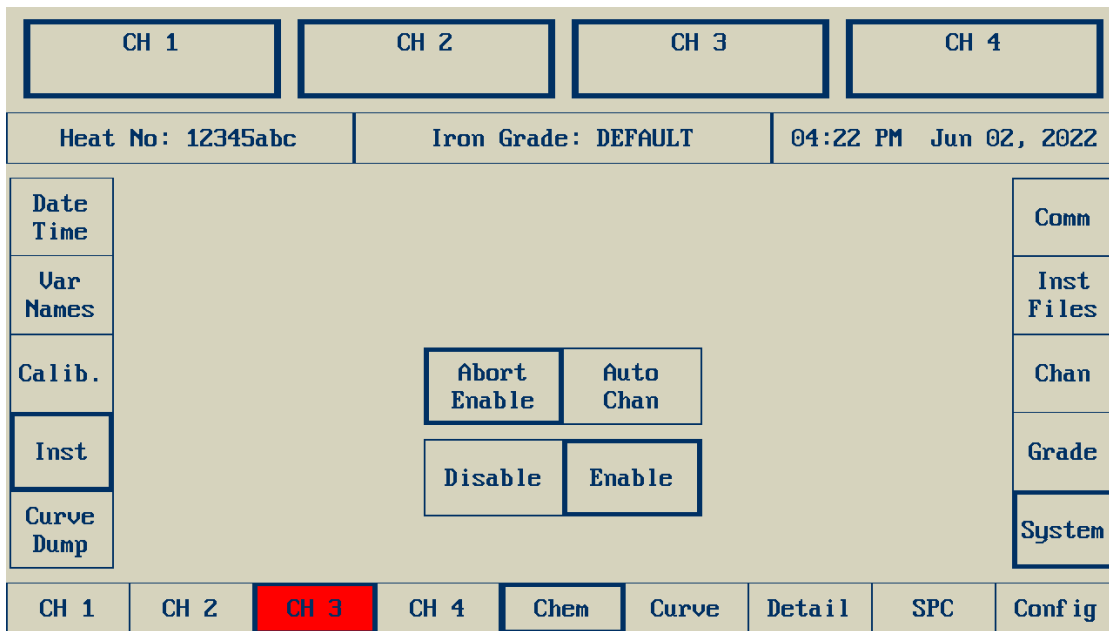 CH 1
CH 2
CH 3
CH 4
Heat No: 12345abc
Iron Grade: DEFAULT
04:22 PM Jun 02, 2022
Date
Time
Var
Names
Calib.
Inst
Curve
Dump
Abort
Enable
Auto
Chan
Disable
Enable
Comm
Inst
Files
Chan
Grade
System
CH 1
CH 2
CH 3
CH 4
Chem
Curve
Detail
SPC
Config